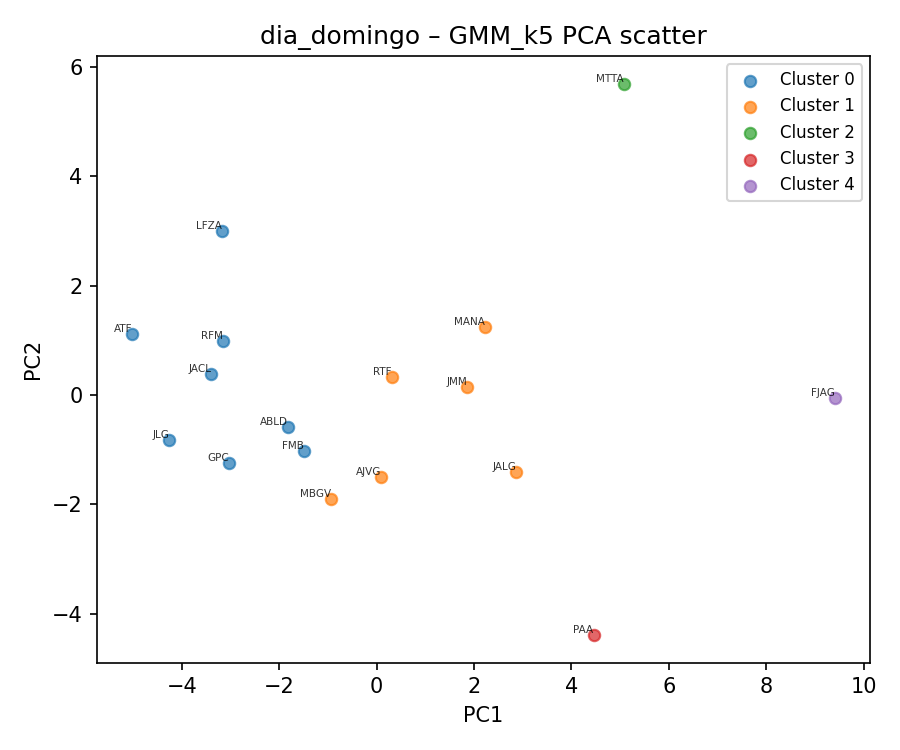 dia_domingo – GMM_k5 PCA scatter
Cluster 0
Cluster 1
Cluster 2
Cluster 3
Cluster 4
MTTA
LFZA
ATF
RFM
JACL
MANA
RTF
JMM
FJAG
ABLD
JLG
FMB
GPC
AJVG
JALG
MBGV
PAA
6
4
2
0
−2
−4
PC2
−4
−2
0
2
4
6
8
10
PC1